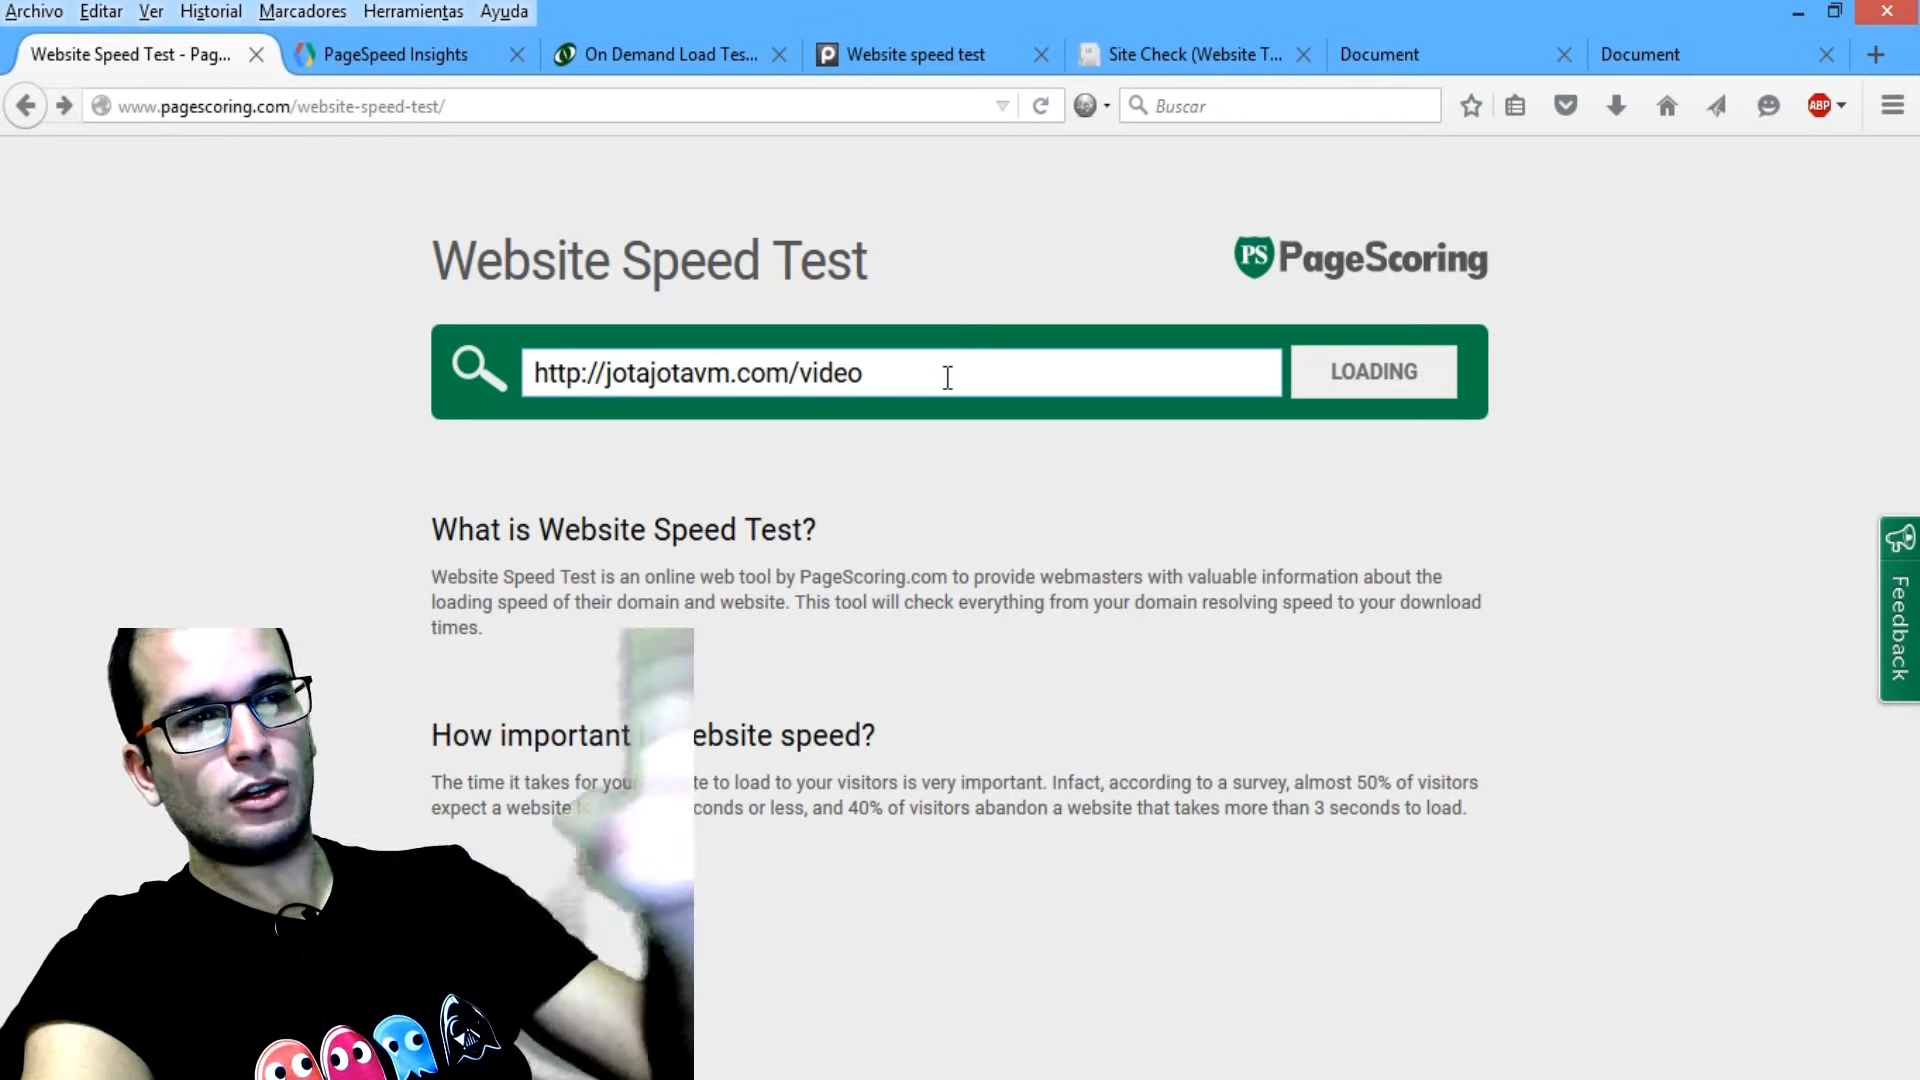 Archivo Editar Ver Historial Marcadores Herramientas Ayuda
Website Speed Test - Pag... PageSpeed Insights On Demand Load Tes... Website speed test Site Check (Website T... Document Document
www.pagescoring.com/website-speed-test/ Buscar ABP
Website Speed Test
PS PageScoring
http://jotajotavm.com/video LOADING
What is Website Speed Test?
Website Speed Test is an online web tool by PageScoring.com to provide webmasters with valuable information about the
loading speed of their domain and website. This tool will check everything from your domain resolving speed to your download
times.
Feedback
How important ebsite speed?
The time it takes for you te to load to your visitors is very important. Infact, according to a survey, almost 50% of visitors
expect a website conds or less, and 40% of visitors abandon a website that takes more than 3 seconds to load.